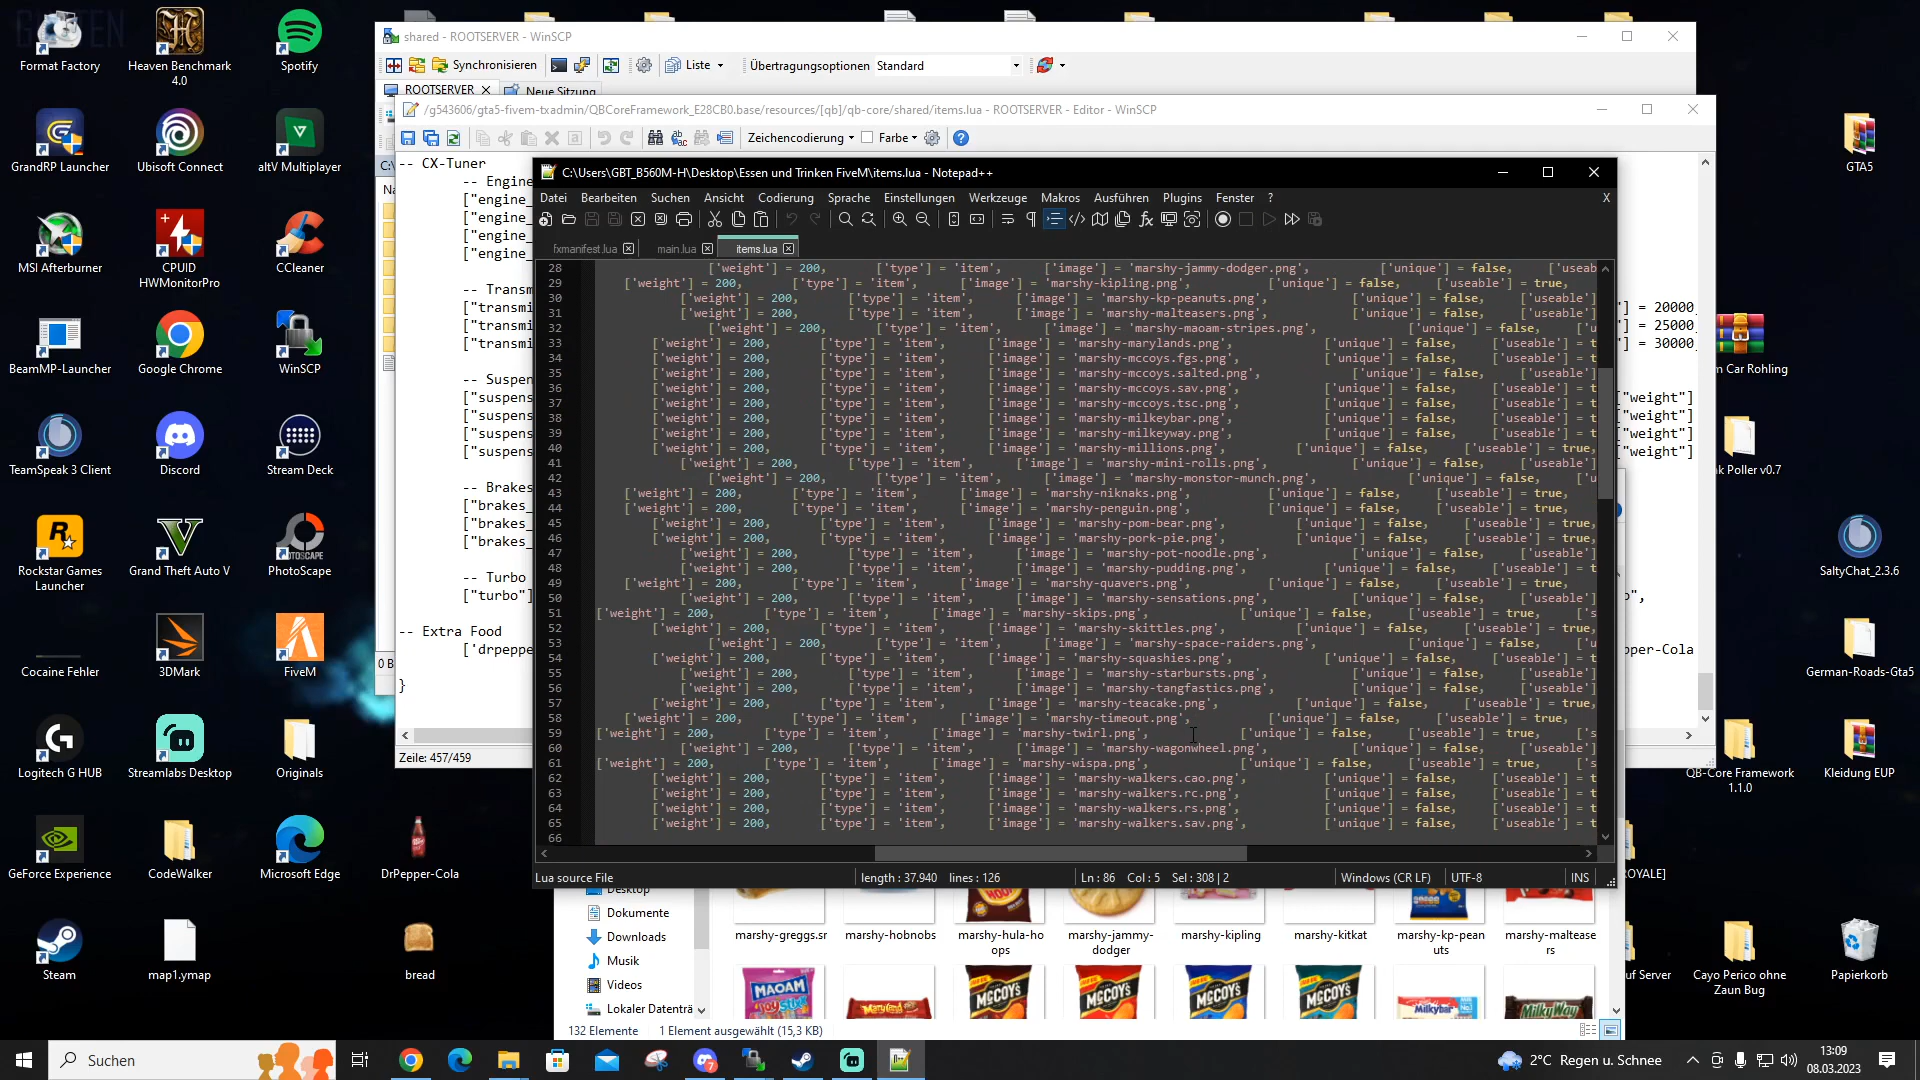 Format Factory
Heaven Benchmark 4.0
Spotify
GrandRP Launcher
Ubisoft Connect
altV Multiplayer
MSI Afterburner
CPUID HWMonitorPro
CCleaner
BeamMP-Launcher
Google Chrome
WinSCP
TeamSpeak 3 Client
Discord
Stream Deck
Rockstar Games Launcher
Grand Theft Auto V
PhotoScape
Cocaine Fehler
3DMark
FiveM
Logitech G HUB
Streamlabs Desktop
Originals
GeForce Experience
CodeWalker
Microsoft Edge
DrPepper-Cola
Steam
map1.ymap
bread
shared - ROOTSERVER - WinSCP
Synchronisieren
Liste
Übertragungsoptionen Standard
ROOTSERVER X
Neue Sitzung
/g543606/gta5-fivem-txadmin/QBCoreFramework_E28CB0.base/resources/[qb]/qb-core/shared/items.lua - ROOTSERVER - Editor - WinSCP
Zeichencodierung
Farbe
-- CX-Tuner
-- Engine
["engine_
["engine_
["engine_
["engine_
-- Transm
["transmi
["transmi
["transmi
-- Suspen
["suspens
["suspens
["suspens
["suspens
-- Brakes
["brakes_
["brakes_
["brakes_
-- Turbo
["turbo"]
-- Extra Food
['drpeppe
}
Zeile: 457/459
"] = 20000
"] = 25000
"] = 30000
["weight"]
["weight"]
["weight"]
["weight"]
o",
pper-Cola
C:\Users\GBT_B560M-H\Desktop\Essen und Trinken FiveM\items.lua - Notepad++
Datei Bearbeiten Suchen Ansicht Codierung Sprache Einstellungen Werkzeuge Makros Ausführen Plugins Fenster ? X
fxmanifest.lua main.lua items.lua
28 ['weight'] = 200, ['type'] = 'item', ['image'] = 'marshy-jammy-dodger.png', ['unique'] = false, ['useab
29 ['weight'] = 200, ['type'] = 'item', ['image'] = 'marshy-kipling.png', ['unique'] = false, ['useable'] = true,
30 ['weight'] = 200, ['type'] = 'item', ['image'] = 'marshy-kp-peanuts.png', ['unique'] = false, ['useable']
31 ['weight'] = 200, ['type'] = 'item', ['image'] = 'marshy-malteasers.png', ['unique'] = false, ['useable']
32 ['weight'] = 200, ['type'] = 'item', ['image'] = 'marshy-maoam-stripes.png', ['unique'] = false, ['u
33 ['weight'] = 200, ['type'] = 'item', ['image'] = 'marshy-marylands.png', ['unique'] = false, ['useable'] = t
34 ['weight'] = 200, ['type'] = 'item', ['image'] = 'marshy-mccoys.fgs.png', ['unique'] = false, ['useable'] = t
35 ['weight'] = 200, ['type'] = 'item', ['image'] = 'marshy-mccoys.salted.png', ['unique'] = false, ['useable']
36 ['weight'] = 200, ['type'] = 'item', ['image'] = 'marshy-mccoys.sav.png', ['unique'] = false, ['useable'] = t
37 ['weight'] = 200, ['type'] = 'item', ['image'] = 'marshy-mccoys.tsc.png', ['unique'] = false, ['useable'] = t
38 ['weight'] = 200, ['type'] = 'item', ['image'] = 'marshy-milkeybar.png', ['unique'] = false, ['useable'] = t
39 ['weight'] = 200, ['type'] = 'item', ['image'] = 'marshy-milkeyway.png', ['unique'] = false, ['useable'] = t
40 ['weight'] = 200, ['type'] = 'item', ['image'] = 'marshy-millions.png', ['unique'] = false, ['useable'] = true,
41 ['weight'] = 200, ['type'] = 'item', ['image'] = 'marshy-mini-rolls.png', ['unique'] = false, ['useable']
42 ['weight'] = 200, ['type'] = 'item', ['image'] = 'marshy-monstor-munch.png', ['unique'] = false, ['u
43 ['weight'] = 200, ['type'] = 'item', ['image'] = 'marshy-niknaks.png', ['unique'] = false, ['useable'] = true,
44 ['weight'] = 200, ['type'] = 'item', ['image'] = 'marshy-penguin.png', ['unique'] = false, ['useable'] = true,
45 ['weight'] = 200, ['type'] = 'item', ['image'] = 'marshy-pom-bear.png', ['unique'] = false, ['useable'] = true,
46 ['weight'] = 200, ['type'] = 'item', ['image'] = 'marshy-pork-pie.png', ['unique'] = false, ['useable'] = true,
47 ['weight'] = 200, ['type'] = 'item', ['image'] = 'marshy-pot-noodle.png', ['unique'] = false, ['useable']
48 ['weight'] = 200, ['type'] = 'item', ['image'] = 'marshy-pudding.png', ['unique'] = false, ['useable'] = t
49 ['weight'] = 200, ['type'] = 'item', ['image'] = 'marshy-quavers.png', ['unique'] = false, ['useable'] = true,
50 ['weight'] = 200, ['type'] = 'item', ['image'] = 'marshy-sensations.png', ['unique'] = false, ['useable']
51 ['weight'] = 200, ['type'] = 'item', ['image'] = 'marshy-skips.png', ['unique'] = false, ['useable'] = true, ['s
52 ['weight'] = 200, ['type'] = 'item', ['image'] = 'marshy-skittles.png', ['unique'] = false, ['useable'] = true,
53 ['weight'] = 200, ['type'] = 'item', ['image'] = 'marshy-space-raiders.png', ['unique'] = false, ['u
54 ['weight'] = 200, ['type'] = 'item', ['image'] = 'marshy-squashies.png', ['unique'] = false, ['useable'] = t
55 ['weight'] = 200, ['type'] = 'item', ['image'] = 'marshy-starbursts.png', ['unique'] = false, ['useable']
56 ['weight'] = 200, ['type'] = 'item', ['image'] = 'marshy-tangfastics.png', ['unique'] = false, ['useable']
57 ['weight'] = 200, ['type'] = 'item', ['image'] = 'marshy-teacake.png', ['unique'] = false, ['useable'] = true,
58 ['weight'] = 200, ['type'] = 'item', ['image'] = 'marshy-timeout.png', ['unique'] = false, ['useable'] = true,
59 ['weight'] = 200, ['type'] = 'item', ['image'] = 'marshy-twirl.png', ['unique'] = false, ['useable'] = true, ['s
60 ['weight'] = 200, ['type'] = 'item', ['image'] = 'marshy-wagonwheel.png', ['unique'] = false, ['useable']
61 ['weight'] = 200, ['type'] = 'item', ['image'] = 'marshy-wispa.png', ['unique'] = false, ['useable'] = true, ['s
62 ['weight'] = 200, ['type'] = 'item', ['image'] = 'marshy-walkers.cao.png', ['unique'] = false, ['useable'] = t
63 ['weight'] = 200, ['type'] = 'item', ['image'] = 'marshy-walkers.rc.png', ['unique'] = false, ['useable'] = t
64 ['weight'] = 200, ['type'] = 'item', ['image'] = 'marshy-walkers.rs.png', ['unique'] = false, ['useable'] = t
65 ['weight'] = 200, ['type'] = 'item', ['image'] = 'marshy-walkers.sav.png', ['unique'] = false, ['useable'] = t
66
Lua source File length : 37.940 lines : 126 Ln : 86 Col : 5 Sel : 308 | 2 Windows (CR LF) UTF-8 INS
Desktop
Dokumente
Downloads
Music
Videos
Lokaler Datenträ
marshy-greggs.sr
marshy-hobnobs
marshy-hula-hoops
marshy-jammy-dodger
marshy-kipling
marshy-kitkat
marshy-kp-peanuts
marshy-malteasers
MAOAM
McCOY'S
McCOY'S
McCOY'S
McCOY'S
Milkybar
MilkyWay
132 Elemente 1 Element ausgewählt (15,3 KB)
GTA5
m Car Rohling
nk Poller v0.7
SaltyChat_2.3.6
German-Roads-Gta5
QB-Core Framework 1.1.0
Kleidung EUP
ROYALE]
uf Server
Cayo Perico ohne Zaun Bug
Papierkorb
Suchen
2°C Regen u. Schnee
13:09
08.03.2023